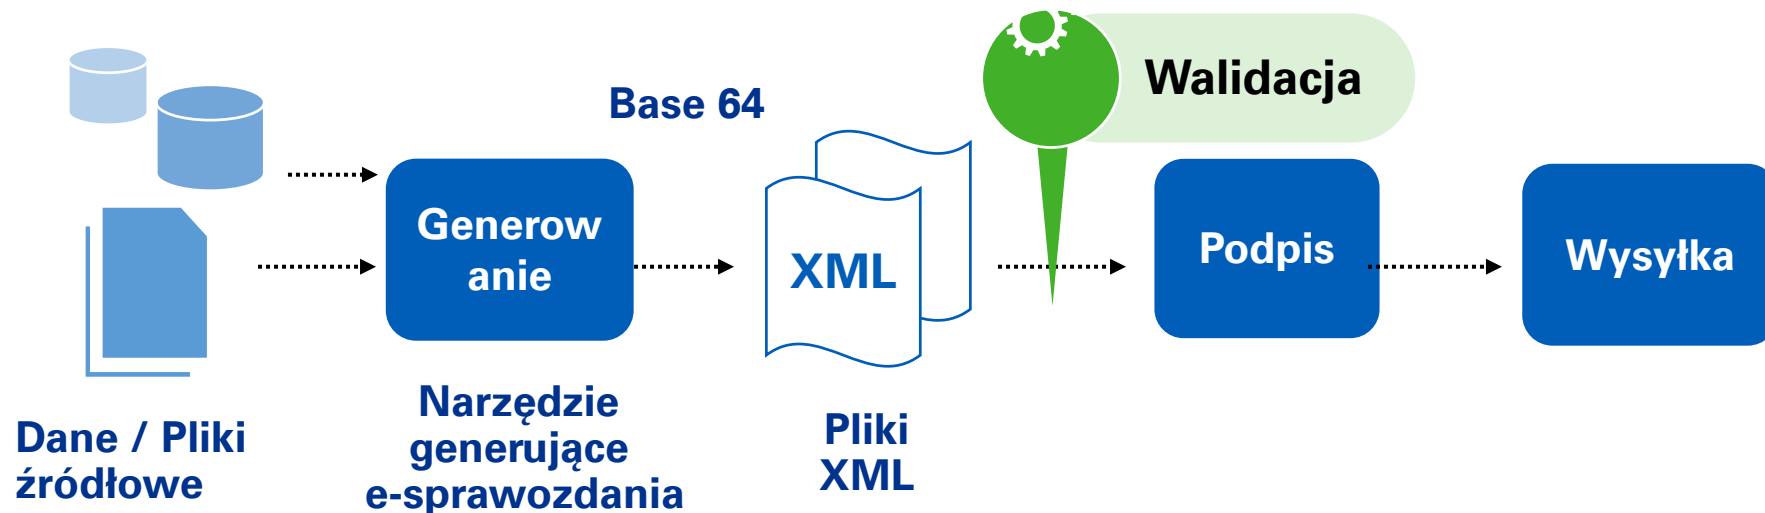 Walidacja
Base 64
Generow
anie
XML
Podpis
Wysyłka
Dane / Pliki
źródłowe
Narzędzie
generujące
e-sprawozdania
Pliki
XML